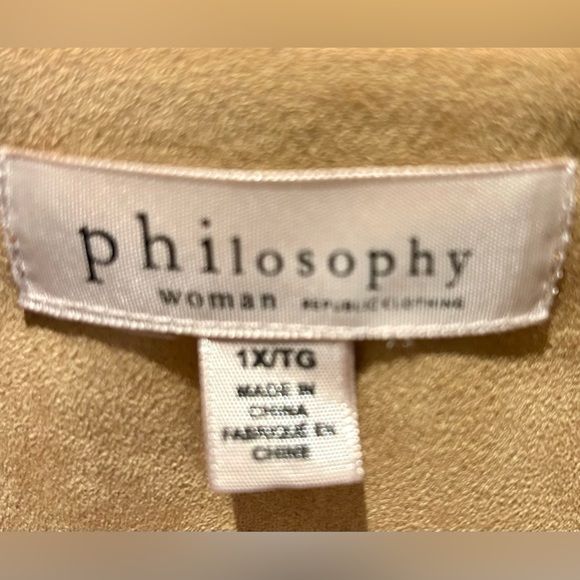 philosophy
woman REPUBLIC CLOTHING
1X/TG
MADE IN
CHINA
FABRIQUÉ EN
CHINE